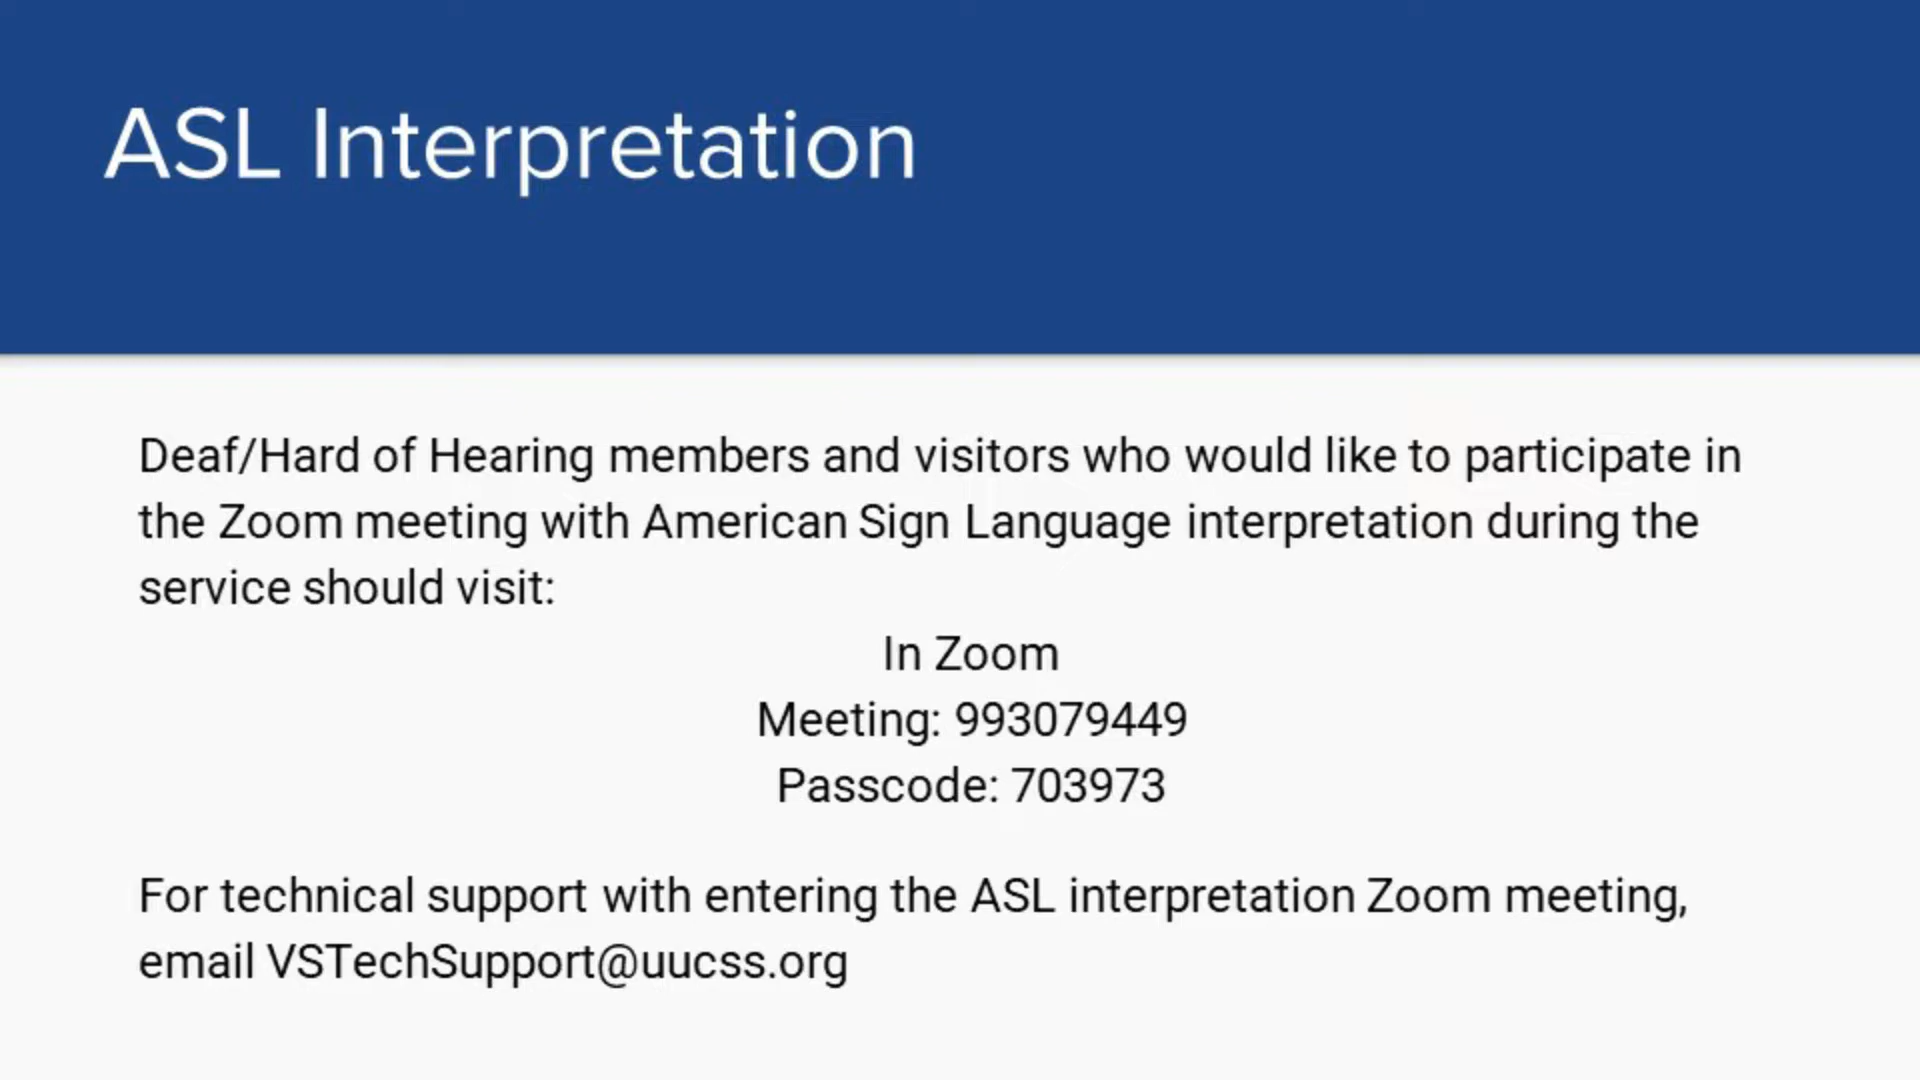 ASL Interpretation
Deaf/Hard of Hearing members and visitors who would like to participate in
the Zoom meeting with American Sign Language interpretation during the
service should visit:
In Zoom
Meeting: 993079449
Passcode: 703973
For technical support with entering the ASL interpretation Zoom meeting,
email VSTechSupport@uucss.org